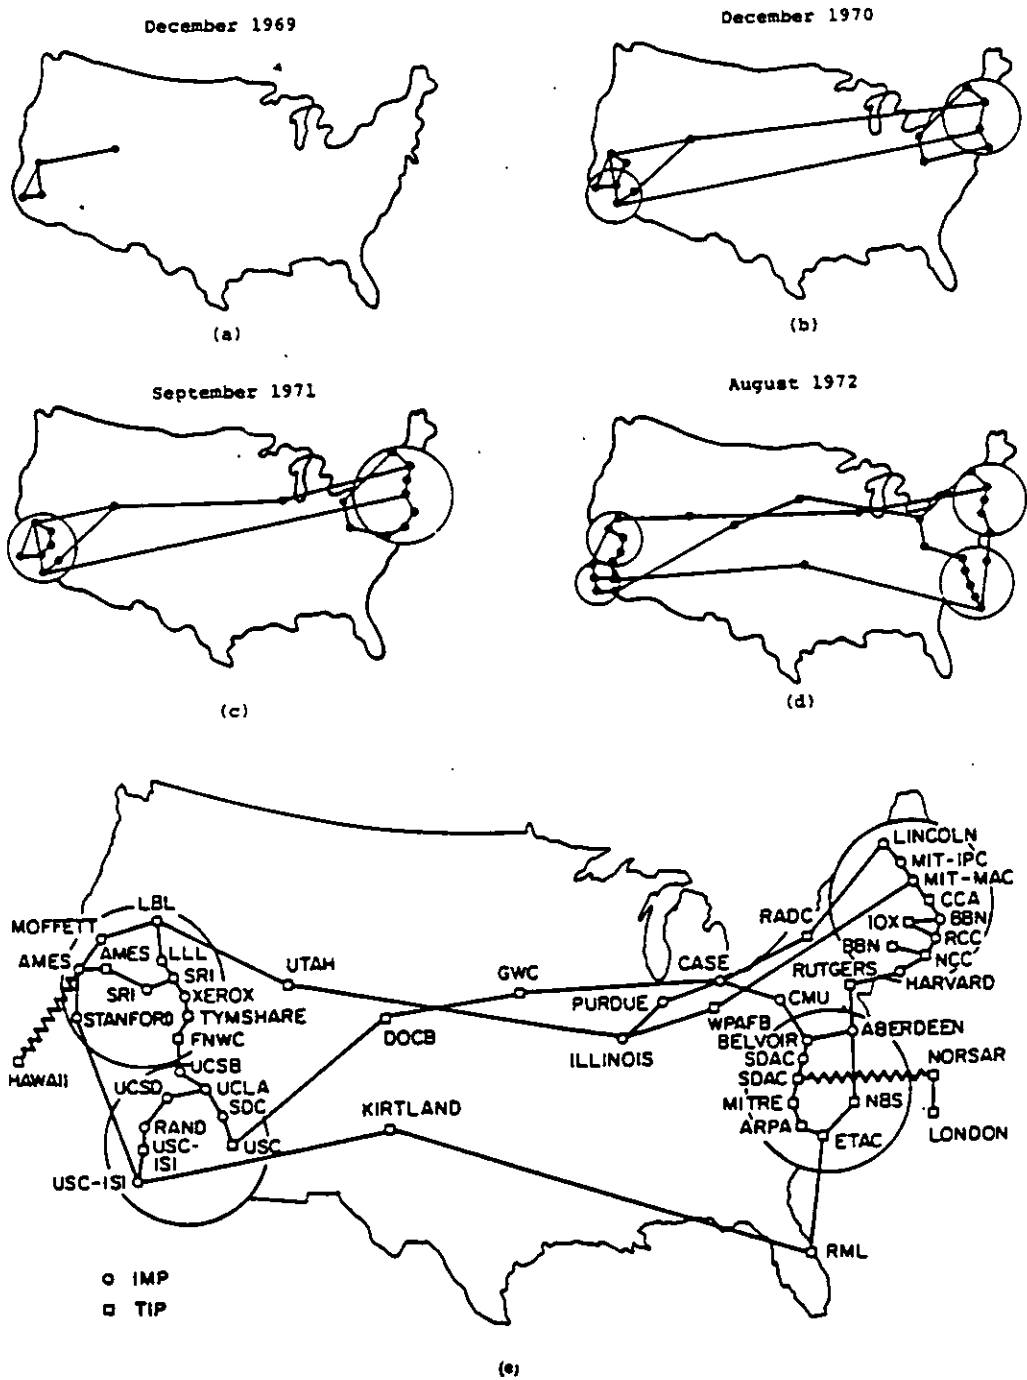 December 1969
December 1970
(a)
(b)
September 1971
August 1972
(c)
(d)
LINCOLN
MIT-IPC
MIT-MAC
CCA
LBL
RADC
IOX
BBN
MOFFETT
BBN
RCC
AMES
AMES
LLL
NCC
SRI
UTAH
GWC
CASE
RUTGERS
HARVARD
SRI
XEROX
PURDUE
CMU
STANFORD
TYMSHARE
DOCB
WPAFB
ABERDEEN
FNWC
ILLINOIS
BELVOIR
HAWAII
UCSB
SDAC
NORSAR
UCSD
UCLA
SDAC
SDC
KIRTLAND
MITRE
NBS
RAND
ARPA
LONDON
USC-
ISI
USC
ETAC
USC-ISI
RML
IMP
TIP
(e)